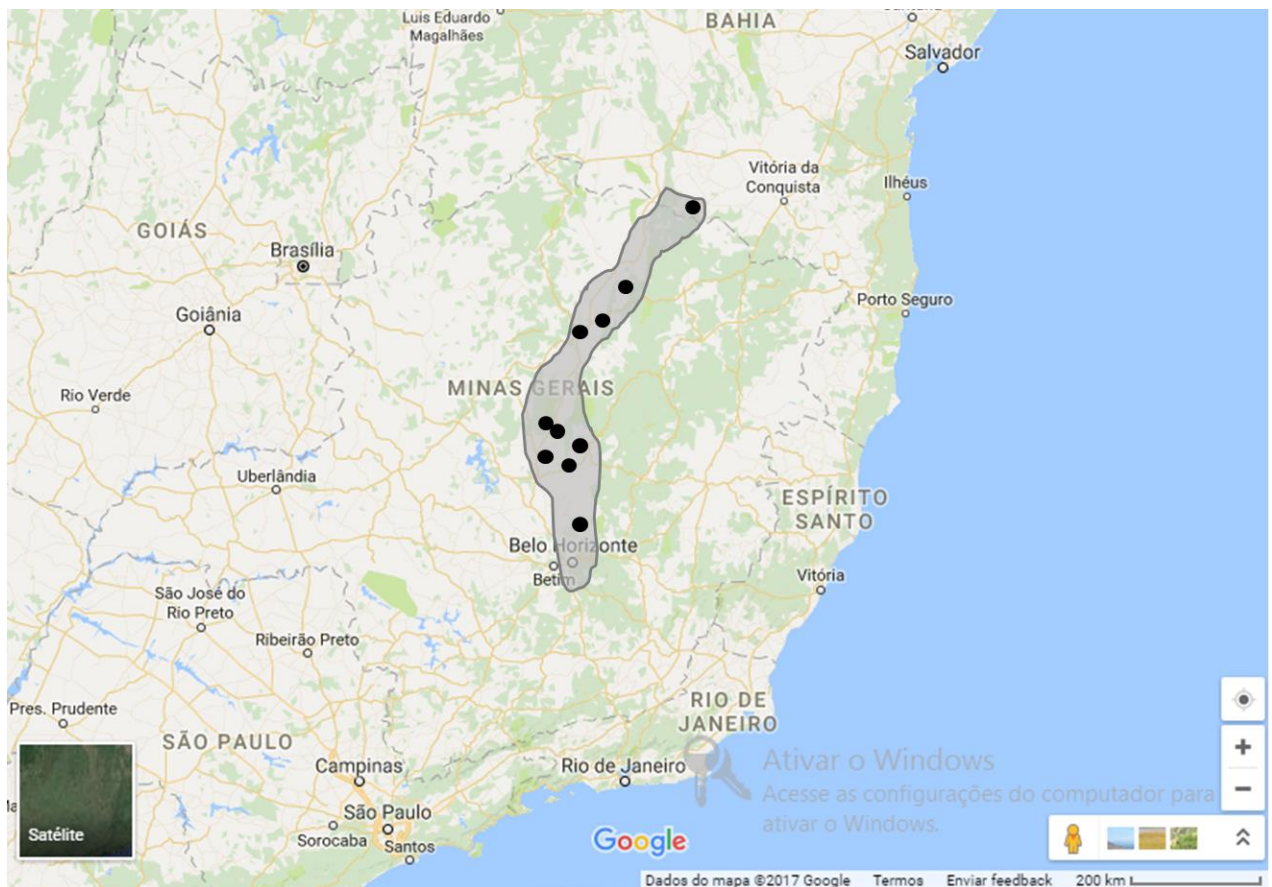 Luis Eduardo
Magalhães
BAHIA
Salvador
Vitória da
Conquista
Ilhéus
GOIÁS
Brasília
Goiânia
Porto Seguro
MINAS GERAIS
Rio Verde
Uberlândia
ESPÍRITO
SANTO
Belo Horizonte
Betim
Vitória
São José do
Rio Preto
Ribeirão Preto
RIO DE
JANEIRO
Pres. Prudente
SÃO PAULO
Campinas
Rio de Janeiro
Ativar o Windows
Acesse as configurações do computador para
ativar o Windows.
São Paulo
Sorocaba
Santos
Satélite
Google
Dados do mapa ©2017 Google Termos Enviar feedback 200 km